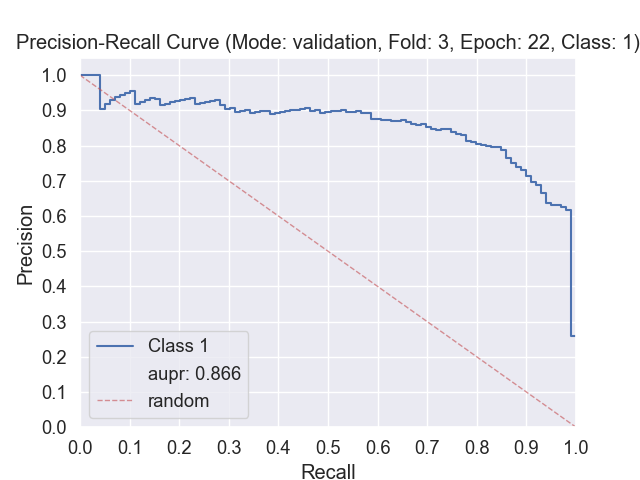 Precision-Recall Curve (Mode: validation, Fold: 3, Epoch: 22, Class: 1)
1.0
0.9
0.8
0.7
0.6
0.5
0.4
0.3
0.2
0.1
0.0
Precision
Class 1
aupr: 0.866
random
0.0 0.1 0.2 0.3 0.4 0.5 0.6 0.7 0.8 0.9 1.0
Recall